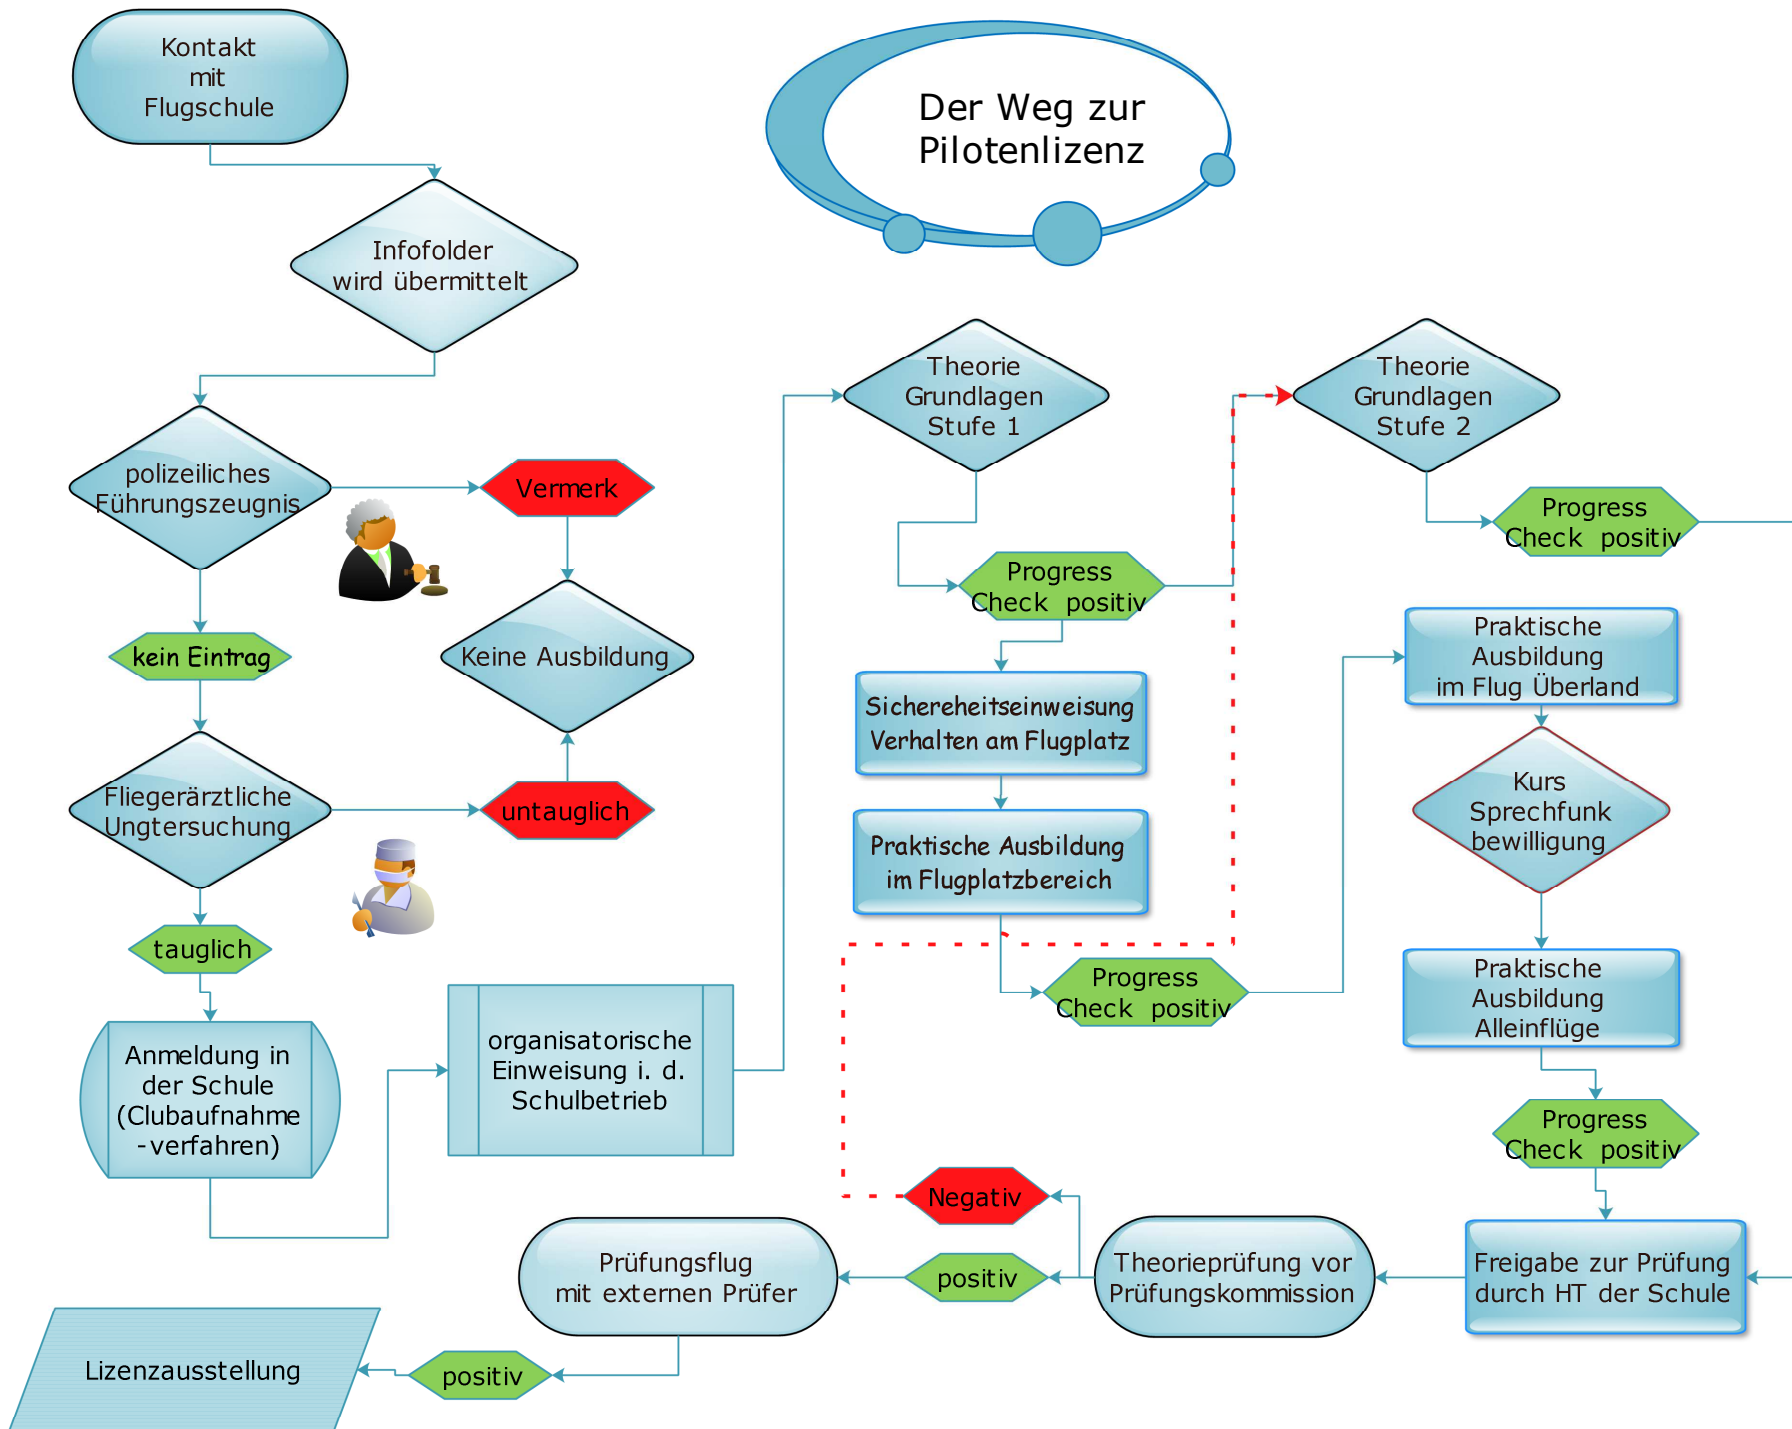 Kontakt
mit
Flugschule
Der Weg zur
Pilotenlizenz
Infofolder
wird übermittelt
polizeiliches
Führungszeugnis
Vermerk
kein Eintrag
Keine Ausbildung
Fliegerärztliche
Ungtersuchung
untauglich
tauglich
Anmeldung in
der Schule
(Clubaufnahme
-verfahren)
organisatorische
Einweisung i. d.
Schulbetrieb
Theorie
Grundlagen
Stufe 1
Progress
Check positiv
Sichereheitseinweisung
Verhalten am Flugplatz
Praktische Ausbildung
im Flugplatzbereich
Progress
Check positiv
Theorie
Grundlagen
Stufe 2
Progress
Check positiv
Praktische
Ausbildung
im Flug Überland
Kurs
Sprechfunk
bewilligung
Praktische
Ausbildung
Alleinflüge
Progress
Check positiv
Freigabe zur Prüfung
durch HT der Schule
Theorieprüfung vor
Prüfungskommission
Negativ
positiv
Prüfungsflug
mit externen Prüfer
positiv
Lizenzausstellung